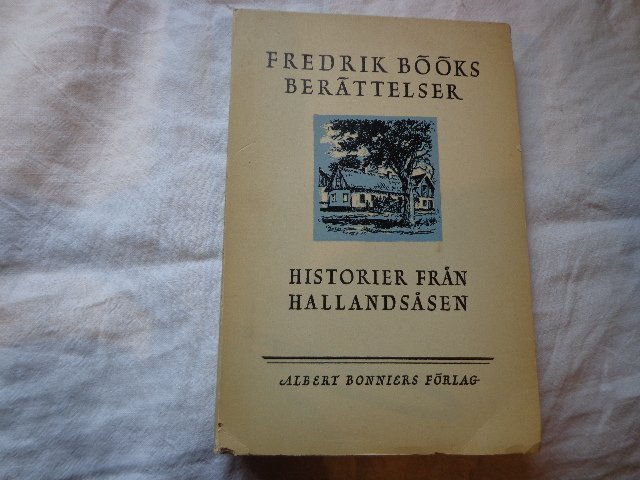 FREDRIK BÖÖKS
BERÄTTELSER
HISTORIER FRÅN
HALLANDSÅSEN
ALBERT BONNIERS FÖRLAG